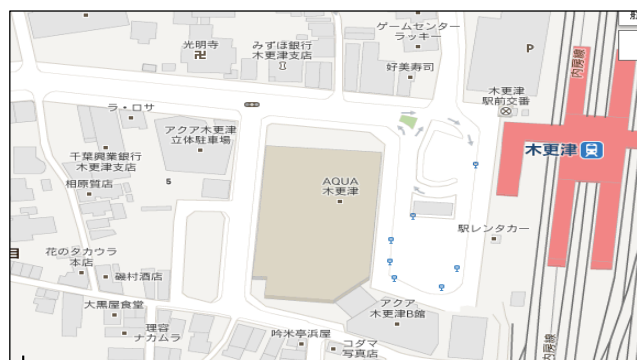 ゲームセンター
ラッキー
光明寺
みずほ銀行
木更津支店
好美寿司
P
内房線
木更津
駅前交番
ラ・ロサ
アクア木更津
立体駐車場
木更津
千葉興業銀行
木更津支店
相原質店
5
AQUA
木更津
駅レンタカー
花のタカウラ
本店
磯村酒店
目
大黒屋食堂
アクア
木更津B館
理容
ナカムラ
吟米亭浜屋
コダマ
写真店
内房線